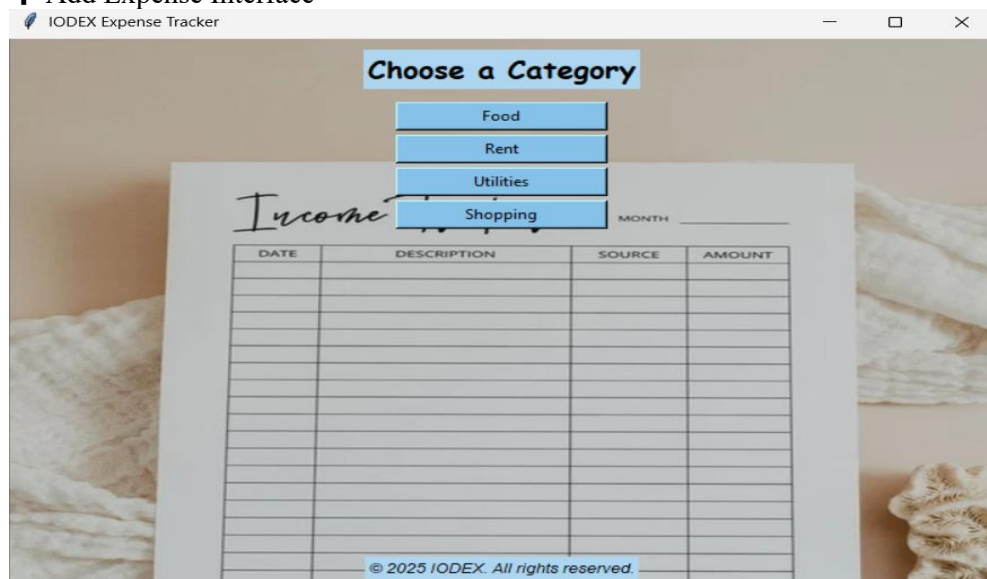 Add Expense Interface
IODEX Expense Tracker
Choose a Category
Food
Rent
Utilities
Shopping
Income
MONTH
DATE DESCRIPTION SOURCE AMOUNT
© 2025 IODEX. All rights reserved.